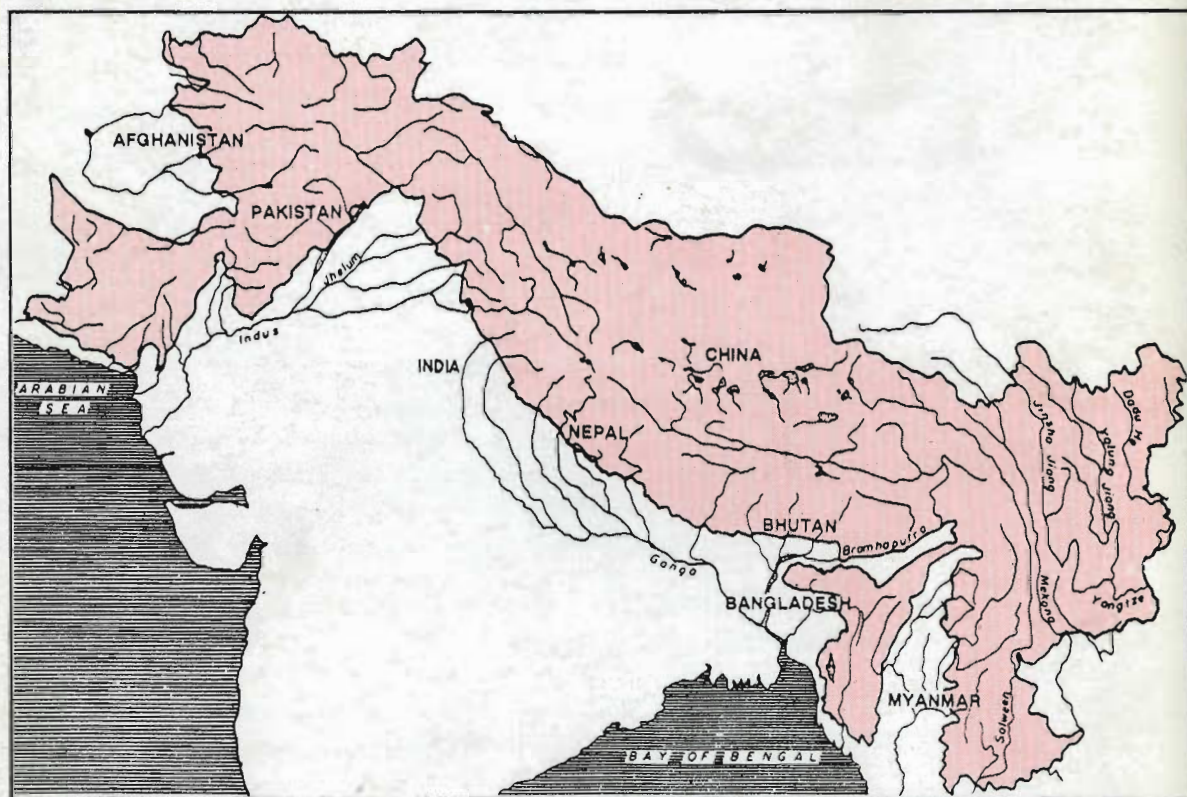 AFGHANISTAN
PAKISTAN
Jhelum
Indus
ARABIAN
SEA
INDIA
CHINA
NEPAL
Jinsha Jiang
Yalung Jiang
Dadu He
BHUTAN
Bramhaputra
Ganga
BANGLADESH
Mekong
Yangtze
MYANMAR
Salween
BAY OF BENGAL